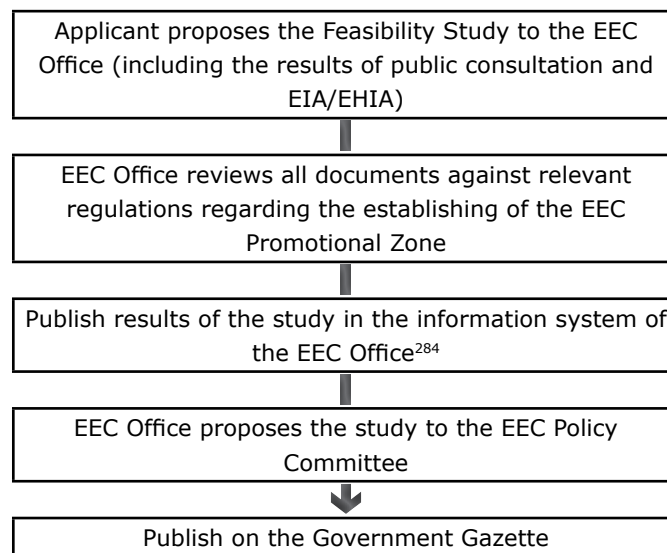 Applicant proposes the Feasibility Study to the EEC
Office (including the results of public consultation and
EIA/EHIA)
EEC Office reviews all documents against relevant
regulations regarding the establishing of the EEC
Promotional Zone
Publish results of the study in the information system of
the EEC Office²⁸⁴
EEC Office proposes the study to the EEC Policy
Committee
Publish on the Government Gazette